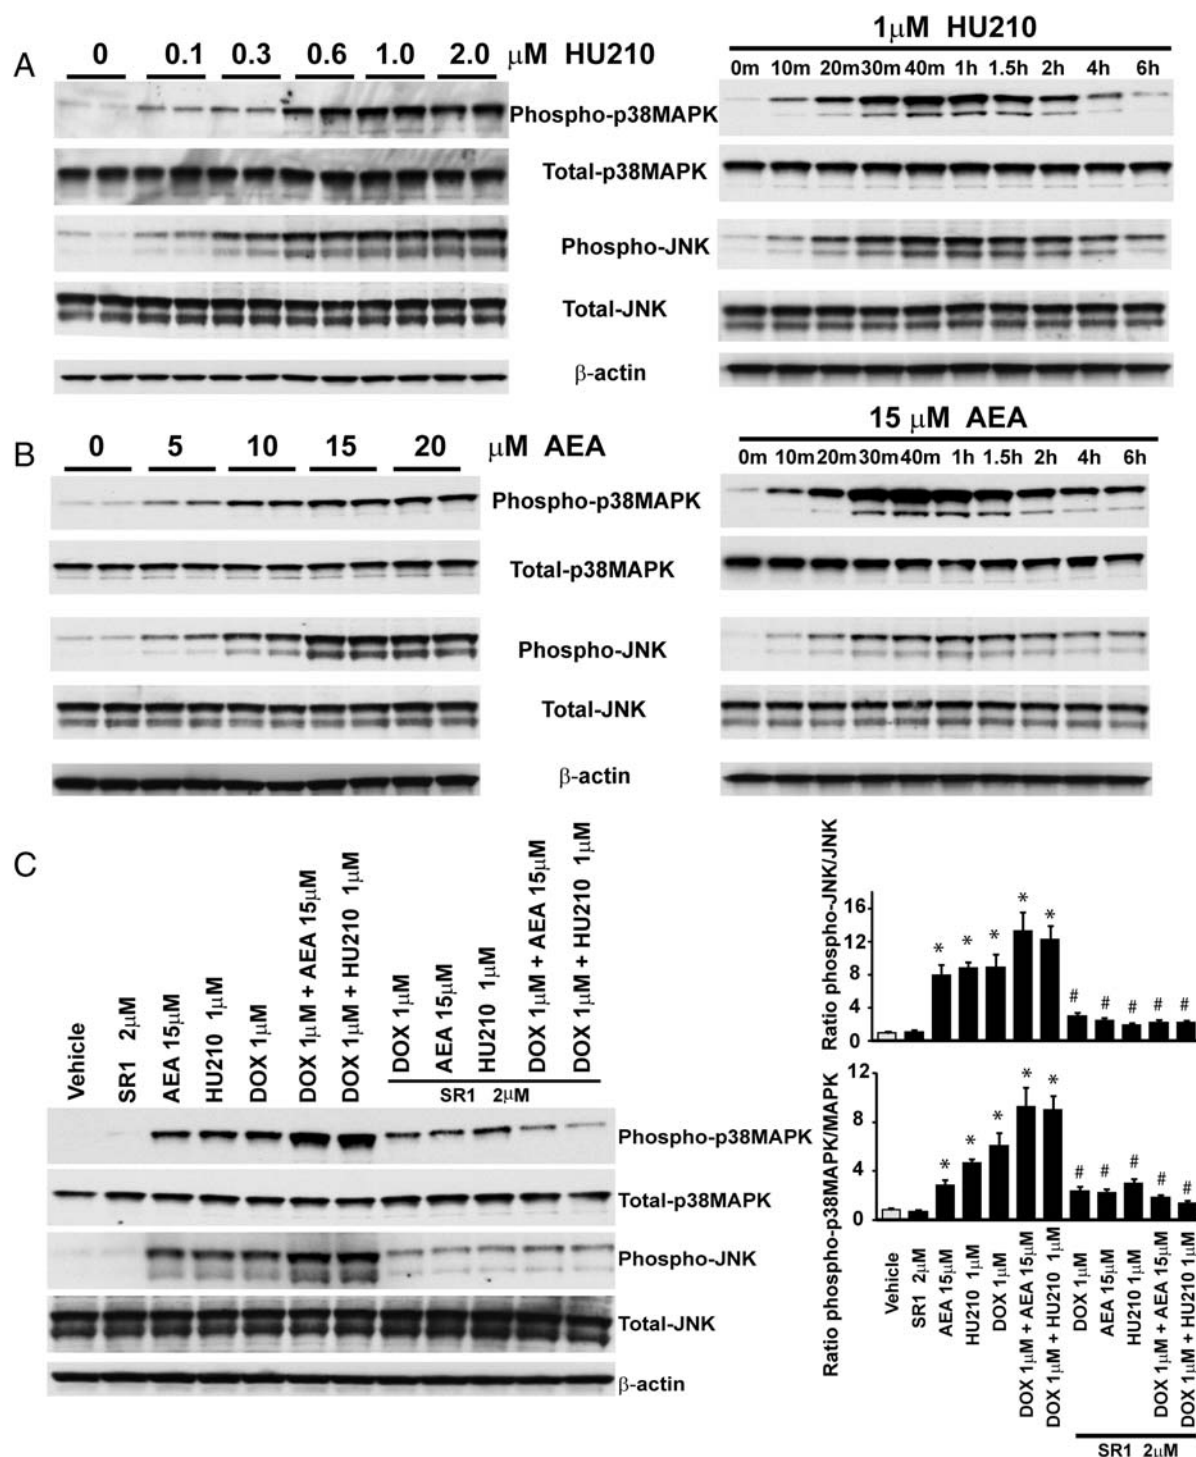 A
0 0.1 0.3 0.6 1.0 2.0 μM HU210
1μM HU210
0m 10m 20m 30m 40m 1h 1.5h 2h 4h 6h
Phospho-p38MAPK
Total-p38MAPK
Phospho-JNK
Total-JNK
β-actin
B
0 5 10 15 20 μM AEA
15 μM AEA
0m 10m 20m 30m 40m 1h 1.5h 2h 4h 6h
Phospho-p38MAPK
Total-p38MAPK
Phospho-JNK
Total-JNK
β-actin
C
Vehicle
SR1 2μM
AEA 15μM
HU210 1μM
DOX 1μM
DOX 1μM + AEA 15μM
DOX 1μM + HU210 1μM
DOX 1μM
AEA 15μM
HU210 1μM
DOX 1μM + AEA 15μM
DOX 1μM + HU210 1μM
SR1 2μM
Phospho-p38MAPK
Total-p38MAPK
Phospho-JNK
Total-JNK
β-actin
Ratio phospho-JNK/JNK
16
12
8
4
0
* * * * * # # # # #
Ratio phospho-p38MAPK/MAPK
12
8
4
0
* * * * * # # # # #
Vehicle
SR1 2μM
AEA 15μM
HU210 1μM
DOX 1μM
DOX 1μM + AEA 15μM
DOX 1μM + HU210 1μM
DOX 1μM
AEA 15μM
HU210 1μM
DOX 1μM + AEA 15μM
DOX 1μM + HU210 1μM
SR1 2μM